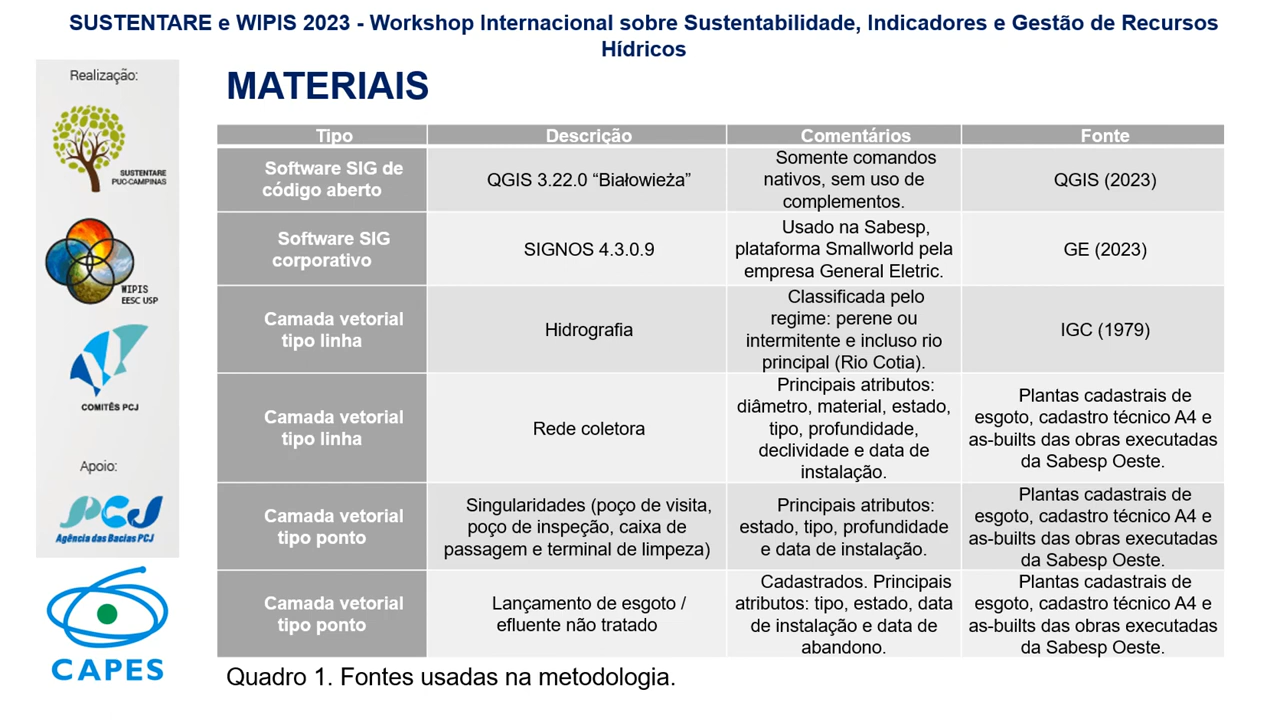 SUSTENTARE e WIPIS 2023 - Workshop Internacional sobre Sustentabilidade, Indicadores e Gestão de Recursos
Hídricos
Realização:
SUSTENTARE
PUC-CAMPINAS
WIPIS
EESC USP
COMITÊS PCJ
Apoio:
PCJ
Agência das Bacias PCJ
CAPES
MATERIAIS
Tipo
Descrição
Comentários
Fonte
Software SIG de
código aberto
QGIS 3.22.0 “Białowieża”
Somente comandos
nativos, sem uso de
complementos.
QGIS (2023)
Software SIG
corporativo
SIGNOS 4.3.0.9
Usado na Sabesp,
plataforma Smallworld pela
empresa General Eletric.
GE (2023)
Camada vetorial
tipo linha
Hidrografia
Classificada pelo
regime: perene ou
intermitente e incluso rio
principal (Rio Cotia).
IGC (1979)
Camada vetorial
tipo linha
Rede coletora
Principais atributos:
diâmetro, material, estado,
tipo, profundidade,
declividade e data de
instalação.
Plantas cadastrais de
esgoto, cadastro técnico A4 e
as-builts das obras executadas
da Sabesp Oeste.
Camada vetorial
tipo ponto
Singularidades (poço de visita,
poço de inspeção, caixa de
passagem e terminal de limpeza)
Principais atributos:
estado, tipo, profundidade
e data de instalação.
Plantas cadastrais de
esgoto, cadastro técnico A4 e
as-builts das obras executadas
da Sabesp Oeste.
Camada vetorial
tipo ponto
Lançamento de esgoto /
efluente não tratado
Cadastrados. Principais
atributos: tipo, estado, data
de instalação e data de
abandono.
Plantas cadastrais de
esgoto, cadastro técnico A4 e
as-builts das obras executadas
da Sabesp Oeste.
Quadro 1. Fontes usadas na metodologia.